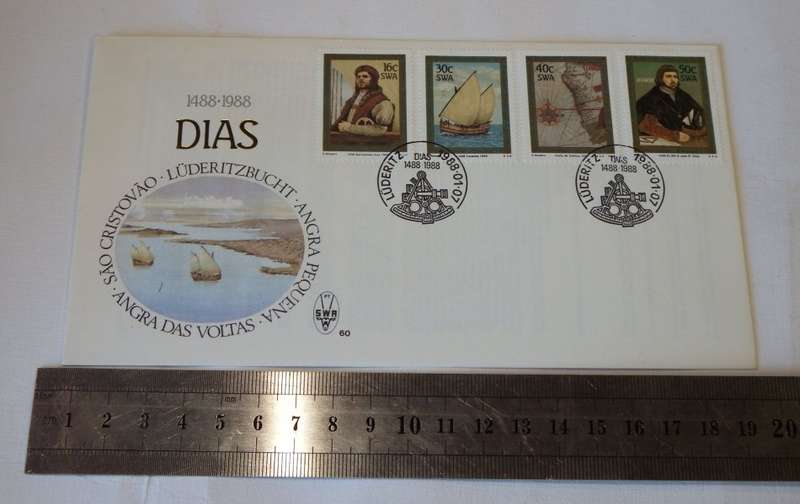 1488·1988
DIAS
SÃO CRISTOVÃO · LÜDERITZBUCHT · ANGRA PEQUENA · ANGRA DAS VOLTAS ·
SWA
60
16c
SWA
30c
SWA
40c
SWA
50c
SWA
LÜDERITZ 1988·01·07
DIAS
1488·1988
LÜDERITZ 1988·01·07
DIAS
1488·1988
mm
cm 1 2 3 4 5 6 7 8 9 10 11 12 13 14 15 16 17 18 19 20